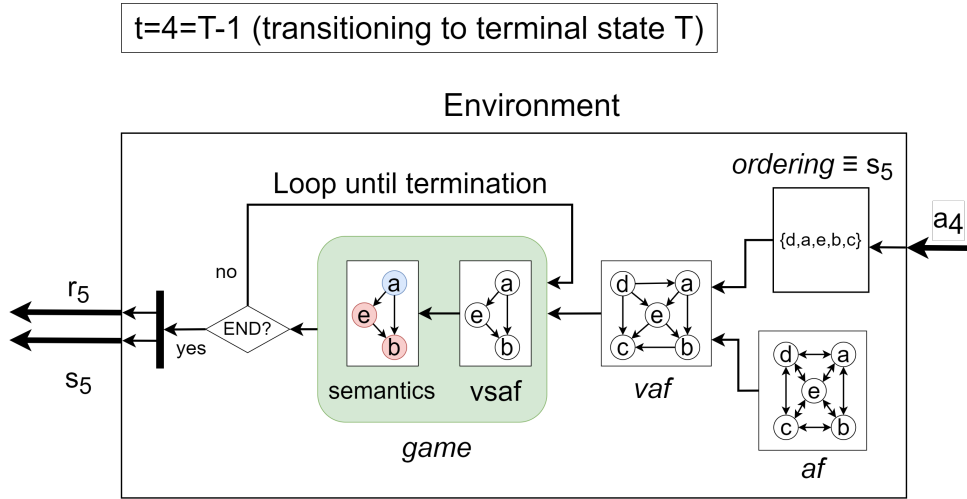 t=4=T-1 (transitioning to terminal state T)
Environment
ordering ≡ s5
Loop until termination
a4
{d,a,e,b,c}
no
r5
END?
yes
s5
a
e
b
semantics
a
e
b
vsaf
game
d a
e
c b
vaf
d a
e
c b
af